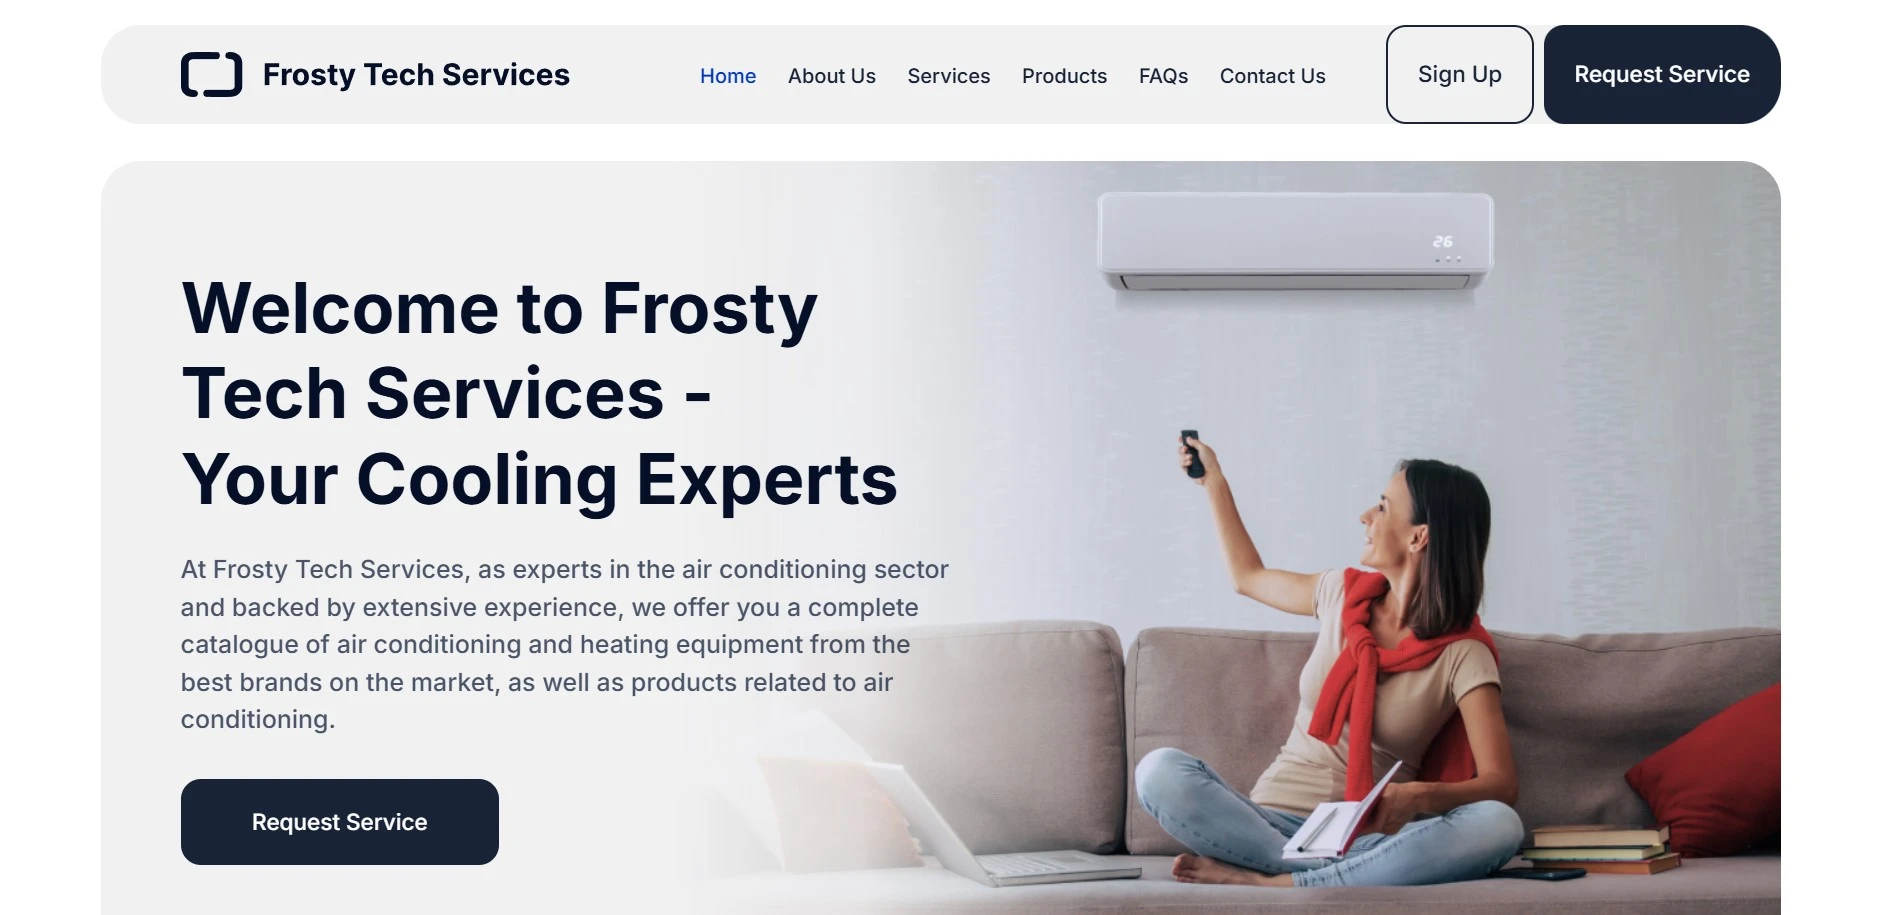 Frosty Tech Services
Home
About Us
Services
Products
FAQs
Contact Us
Sign Up
Request Service
26
Welcome to Frosty
Tech Services -
Your Cooling Experts
At Frosty Tech Services, as experts in the air conditioning sector
and backed by extensive experience, we offer you a complete
catalogue of air conditioning and heating equipment from the
best brands on the market, as well as products related to air
conditioning.
Request Service